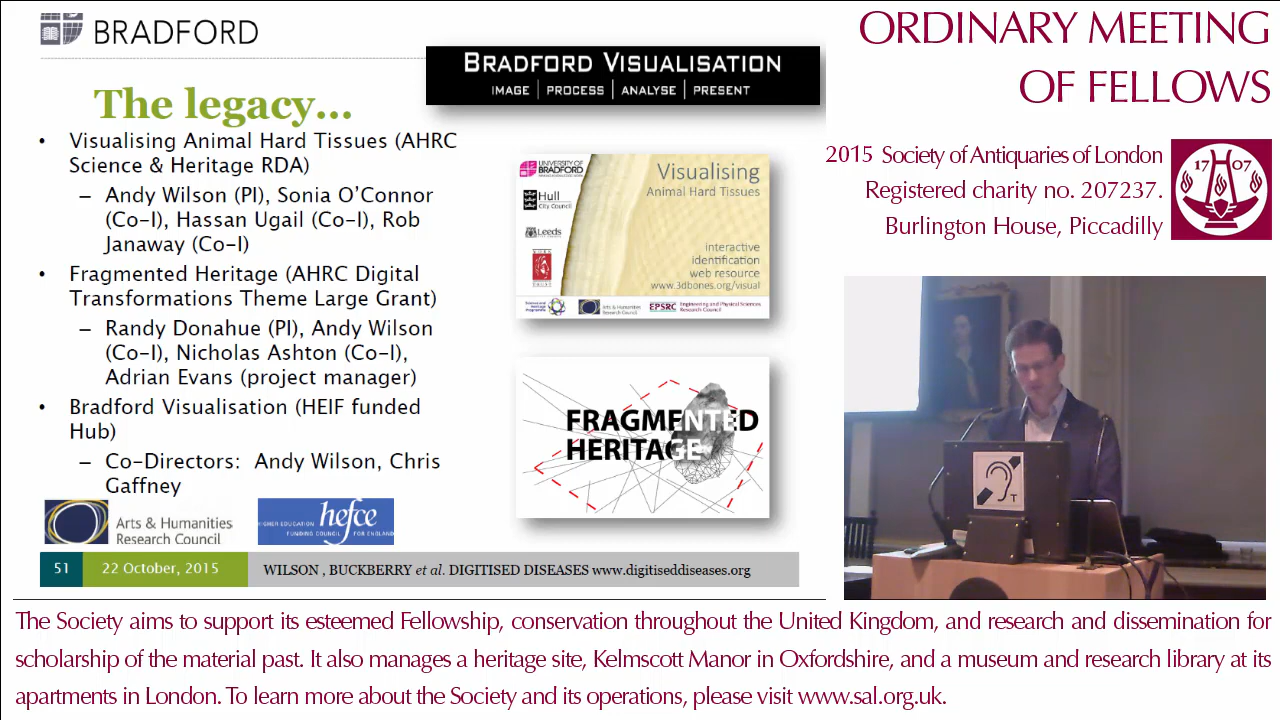 BRADFORD
BRADFORD VISUALISATION
IMAGE | PROCESS | ANALYSE | PRESENT
The legacy...
• Visualising Animal Hard Tissues (AHRC
Science & Heritage RDA)
– Andy Wilson (PI), Sonia O'Connor
(Co-I), Hassan Ugail (Co-I), Rob
Janaway (Co-I)
• Fragmented Heritage (AHRC Digital
Transformations Theme Large Grant)
– Randy Donahue (PI), Andy Wilson
(Co-I), Nicholas Ashton (Co-I),
Adrian Evans (project manager)
• Bradford Visualisation (HEIF funded
Hub)
– Co-Directors: Andy Wilson, Chris
Gaffney
UNIVERSITY OF
BRADFORD
Hull
City Council
Leeds
Visualising
Animal Hard Tissues
interactive
identification
web resource
www.3dbones.org/visual
Science and
Heritage
Programme
Arts & Humanities
Research Council
EPSRC
Engineering and Physical Sciences
Research Council
FRAGMENTED
HERITAGE
Arts & Humanities
Research Council
hefce
HIGHER EDUCATION
FUNDING COUNCIL FOR ENGLAND
51
22 October, 2015
WILSON , BUCKBERRY et al. DIGITISED DISEASES www.digitiseddiseases.org
ORDINARY MEETING
OF FELLOWS
2015 Society of Antiquaries of London
Registered charity no. 207237.
Burlington House, Piccadilly
17 07
T
The Society aims to support its esteemed Fellowship, conservation throughout the United Kingdom, and research and dissemination for
scholarship of the material past. It also manages a heritage site, Kelmscott Manor in Oxfordshire, and a museum and research library at its
apartments in London. To learn more about the Society and its operations, please visit www.sal.org.uk.